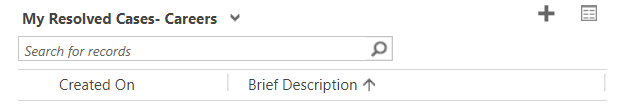 My Resolved Cases- Careers
Search for records
Created On Brief Description